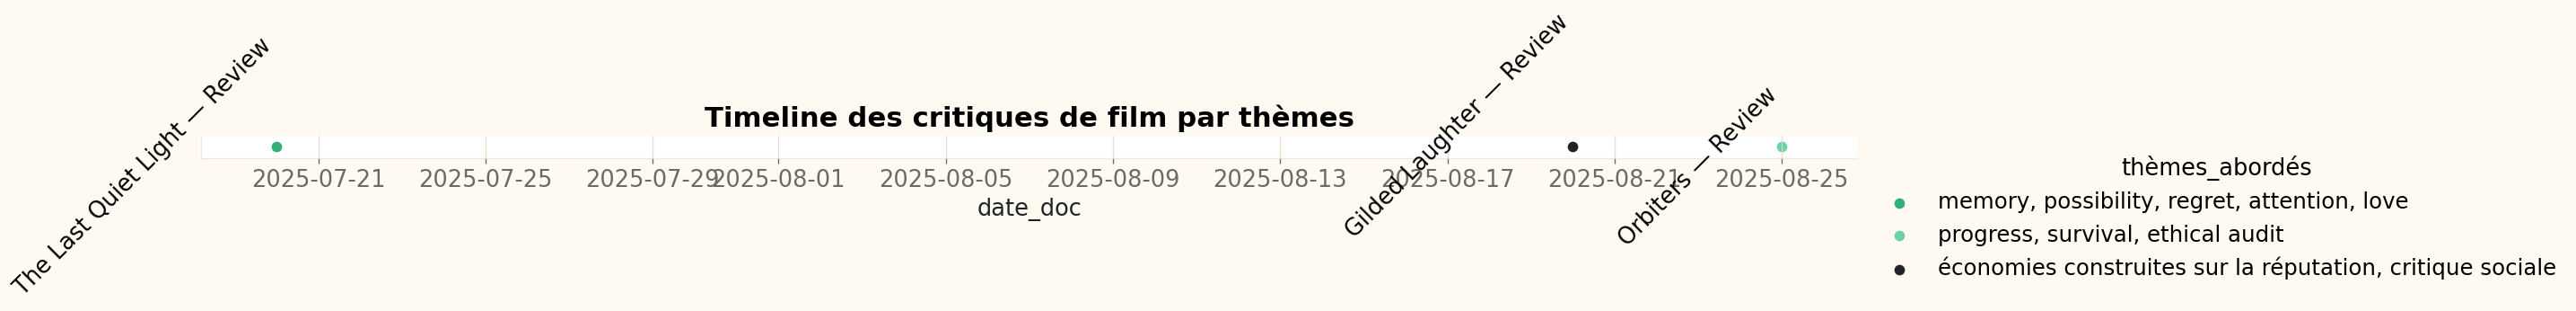 The Last Quiet Light — Review
Gilded Laughter — Review
Orbiters — Review
Timeline des critiques de film par thèmes
2025-07-21
2025-07-25
2025-07-29
2025-08-01
2025-08-05
2025-08-09
2025-08-13
2025-08-17
2025-08-21
2025-08-25
date_doc
thèmes_abordés
memory, possibility, regret, attention, love
progress, survival, ethical audit
économies construites sur la réputation, critique sociale